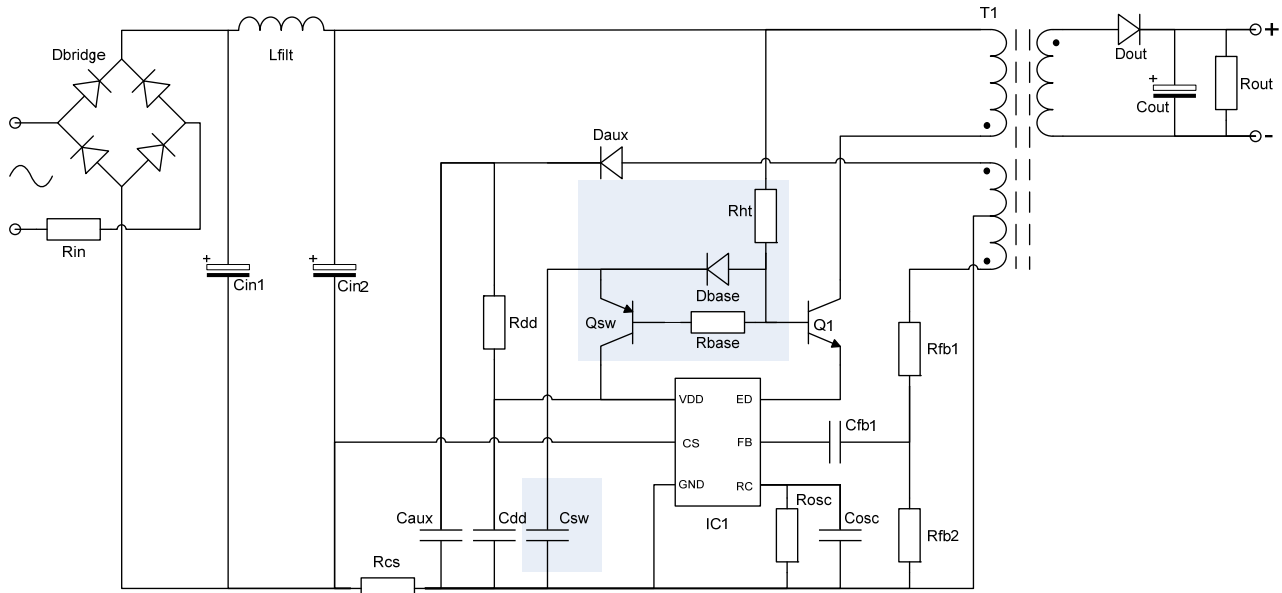 T1
Dbridge
Lfilt
Dout
+
Cout
+
Rout
-
Daux
Rht
Rin
+
Cin1
+
Cin2
Dbase
Rdd
Qsw
Rbase
Q1
Rfb1
VDD
ED
CS
FB
Cfb1
GND
RC
Rosc
Caux
Cdd
Csw
IC1
Cosc
Rfb2
Rcs